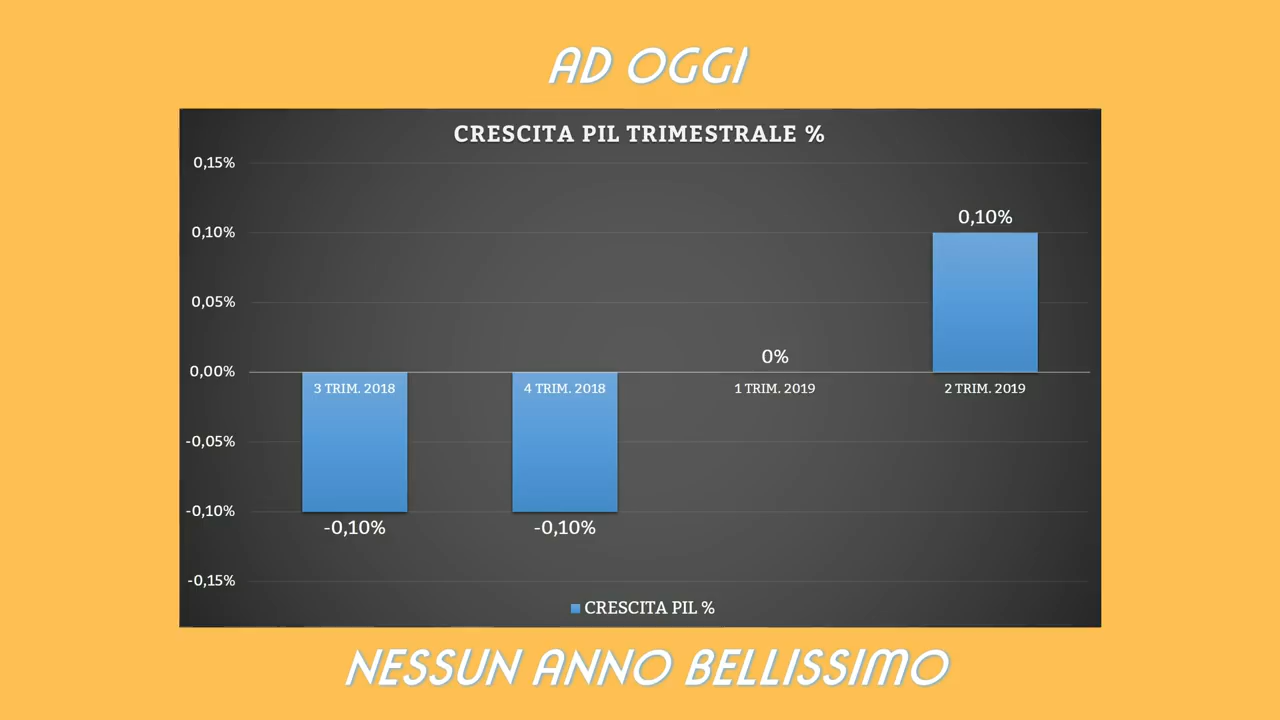 AD OGGI
CRESCITA PIL TRIMESTRALE %
0,15%
0,10%
0,05%
0,00%
-0,05%
-0,10%
-0,15%
0,10%
0%
3 TRIM. 2018
4 TRIM. 2018
1 TRIM. 2019
2 TRIM. 2019
-0,10%
-0,10%
CRESCITA PIL %
NESSUN ANNO BELLISSIMO